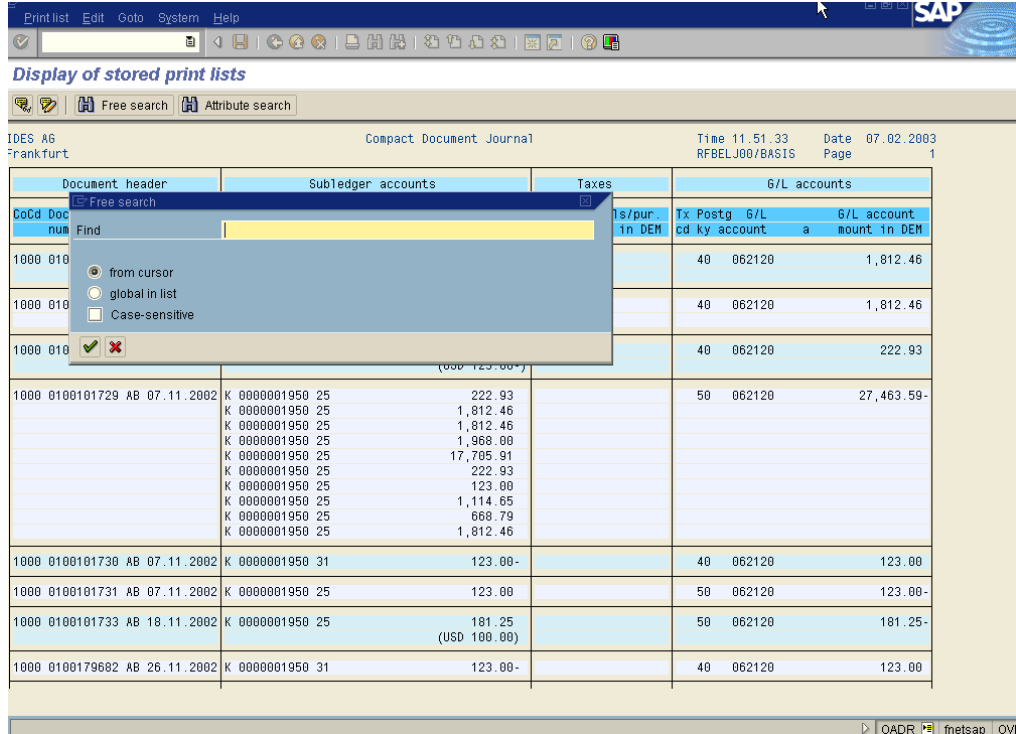 Print list Edit Goto System Help
SAP
Display of stored print lists
Free search Attribute search
IDES AG Compact Document Journal Time 11.51.33 Date 07.02.2003
Frankfurt RFBELJ00/BASIS Page 1
Document header Subledger accounts Taxes G/L accounts
Free search
CoCd Doc ls/pur. Tx Postg G/L G/L account
num Find in DEM cd ky account a mount in DEM
1000 010 40 062120 1,812.46
from cursor
global in list
1000 010 40 062120 1,812.46
Case-sensitive
1000 010 40 062120 222.93
(USD 123.00-)
1000 0100101729 AB 07.11.2002 K 0000001950 25 222.93 50 062120 27,463.59-
K 0000001950 25 1,812.46
K 0000001950 25 1,812.46
K 0000001950 25 1,968.00
K 0000001950 25 17,705.91
K 0000001950 25 222.93
K 0000001950 25 123.00
K 0000001950 25 1,114.65
K 0000001950 25 668.79
K 0000001950 25 1,812.46
1000 0100101730 AB 07.11.2002 K 0000001950 31 123.00- 40 062120 123.00
1000 0100101731 AB 07.11.2002 K 0000001950 25 123.00 50 062120 123.00-
1000 0100101733 AB 18.11.2002 K 0000001950 25 181.25 50 062120 181.25-
(USD 100.00)
1000 0100179682 AB 26.11.2002 K 0000001950 31 123.00- 40 062120 123.00
OADR fnetsap OV